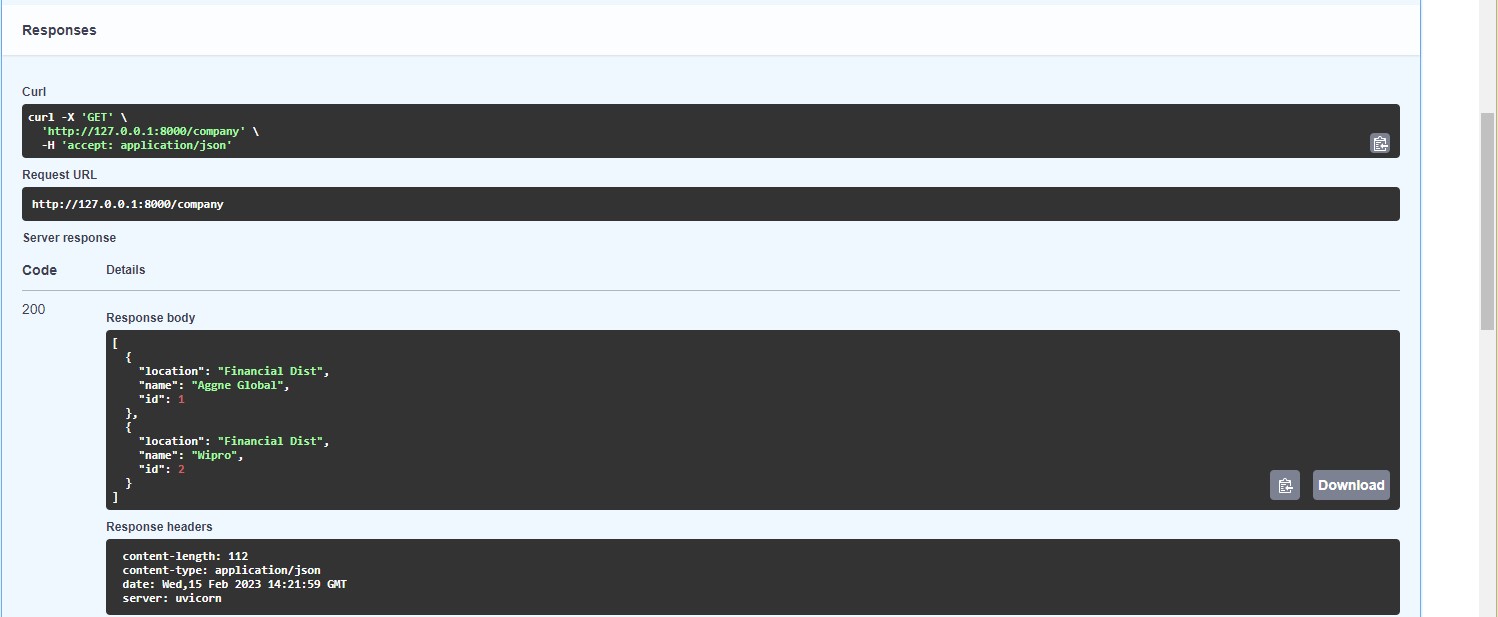 Responses
Curl
curl -X 'GET' \
  'http://127.0.0.1:8000/company' \
  -H 'accept: application/json'
Request URL
http://127.0.0.1:8000/company
Server response
Code Details
200
Response body
[
  {
    "location": "Financial Dist",
    "name": "Aggne Global",
    "id": 1
  },
  {
    "location": "Financial Dist",
    "name": "Wipro",
    "id": 2
  }
]
Download
Response headers
content-length: 112
content-type: application/json
date: Wed,15 Feb 2023 14:21:59 GMT
server: uvicorn